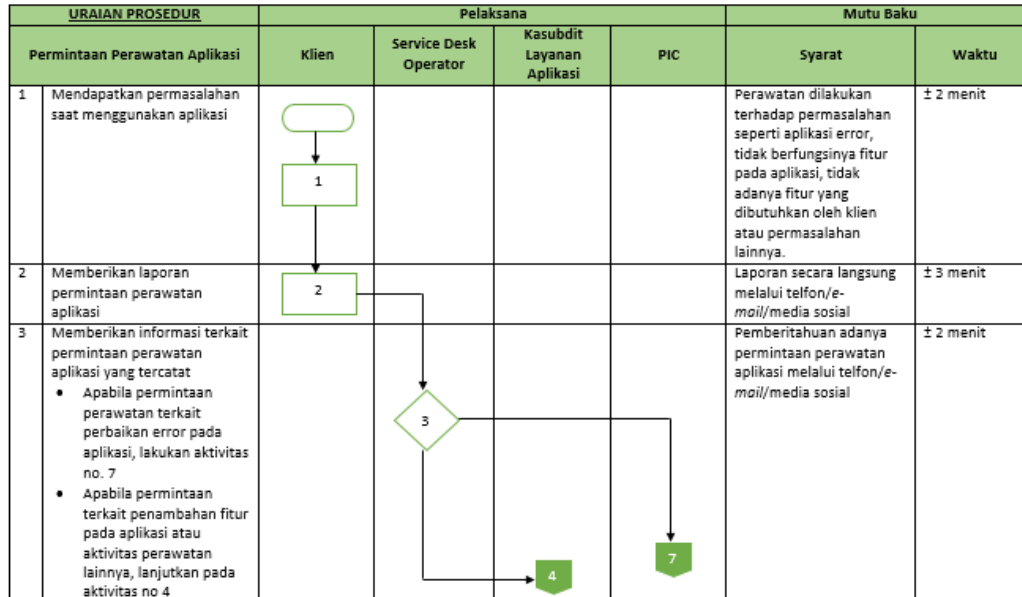 URAIAN PROSEDUR
Pelaksana
Mutu Baku
Permintaan Perawatan Aplikasi
Klien
Service Desk
Operator
Kasubdit
Layanan
Aplikasi
PIC
Syarat
Waktu
1
Mendapatkan permasalahan
saat menggunakan aplikasi
1
Perawatan dilakukan
terhadap permasalahan
seperti aplikasi error,
tidak berfungsinya fitur
pada aplikasi, tidak
adanya fitur yang
dibutuhkan oleh klien
atau permasalahan
lainnya.
± 2 menit
2
Memberikan laporan
permintaan perawatan
aplikasi
2
Laporan secara langsung
melalui telfon/e-
mail/media sosial
± 3 menit
3
Memberikan informasi terkait
permintaan perawatan
aplikasi yang tercatat
• Apabila permintaan
perawatan terkait
perbaikan error pada
aplikasi, lakukan aktivitas
no. 7
• Apabila permintaan
terkait penambahan fitur
pada aplikasi atau
aktivitas perawatan
lainnya, lanjutkan pada
aktivitas no 4
3
4
7
Pemberitahuan adanya
permintaan perawatan
aplikasi melalui telfon/e-
mail/media sosial
± 2 menit